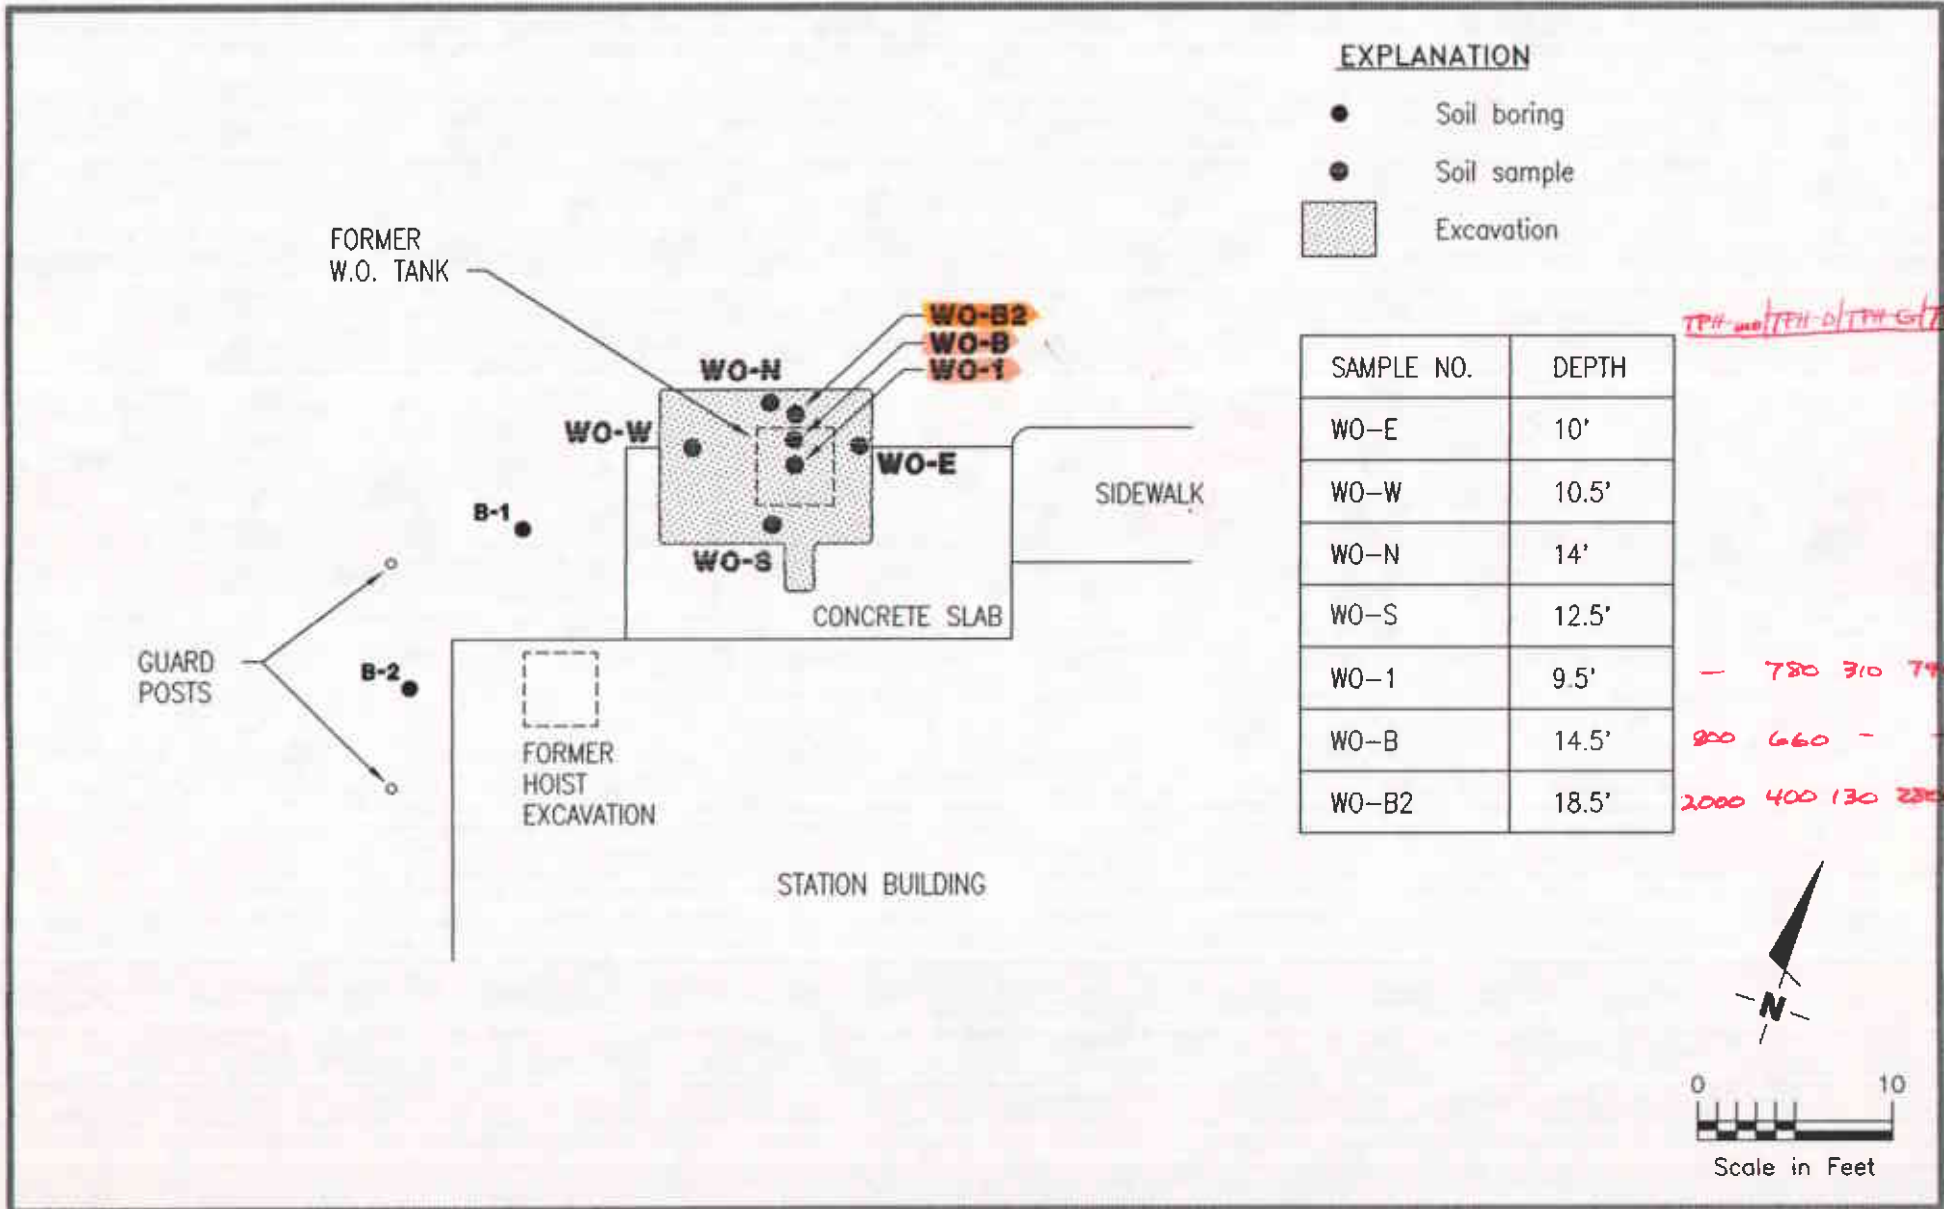 EXPLANATION
Soil boring
Soil sample
Excavation
FORMER
W.O. TANK
WO-B2
WO-B
WO-1
WO-N
WO-W
WO-E
WO-S
B-1
B-2
SIDEWALK
CONCRETE SLAB
GUARD
POSTS
FORMER
HOIST
EXCAVATION
STATION BUILDING
TPH-mo/TPH-D/TPH-G/
SAMPLE NO. DEPTH
WO-E 10'
WO-W 10.5'
WO-N 14'
WO-S 12.5'
WO-1 9.5' — 780 310
WO-B 14.5' 800 660 -
WO-B2 18.5' 2000 400 130
N
0 10
Scale in Feet